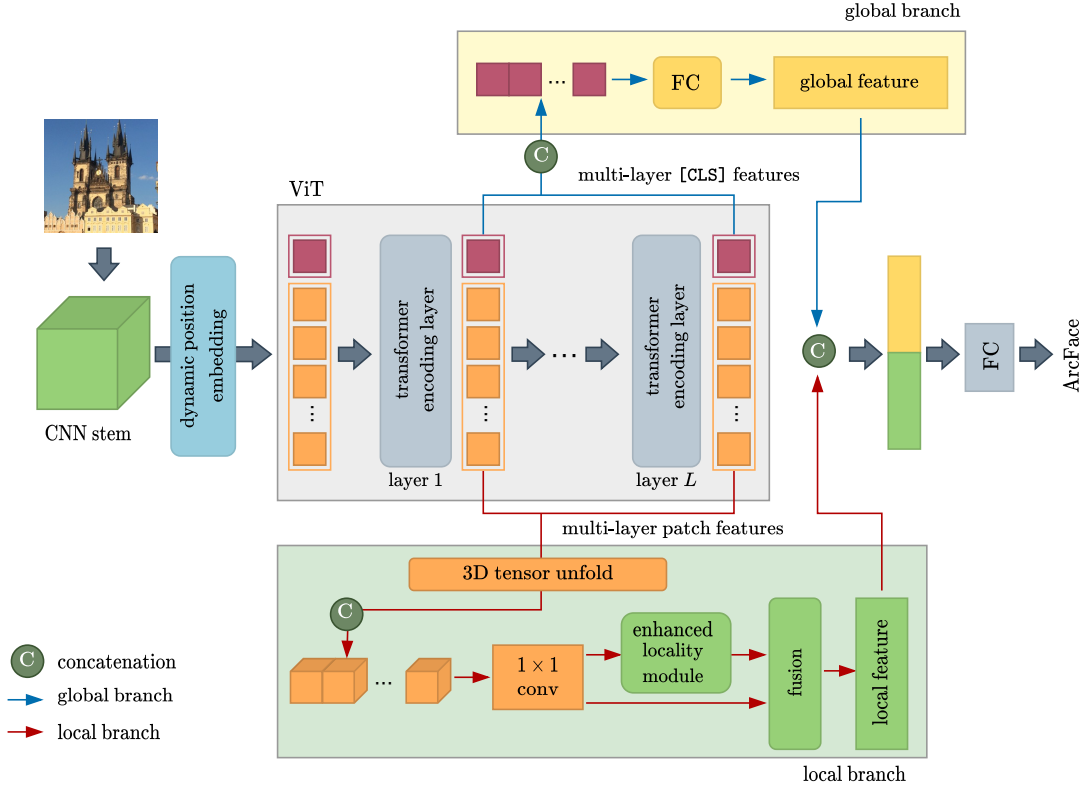 global branch
FC
global feature
C
multi-layer [CLS] features
ViT
CNN stem
dynamic position
embedding
transformer
encoding layer
layer 1
...
transformer
encoding layer
layer L
C
FC
ArcFace
multi-layer patch features
3D tensor unfold
C
...
1 × 1
conv
enhanced
locality
module
fusion
local feature
local branch
C
concatenation
global branch
local branch